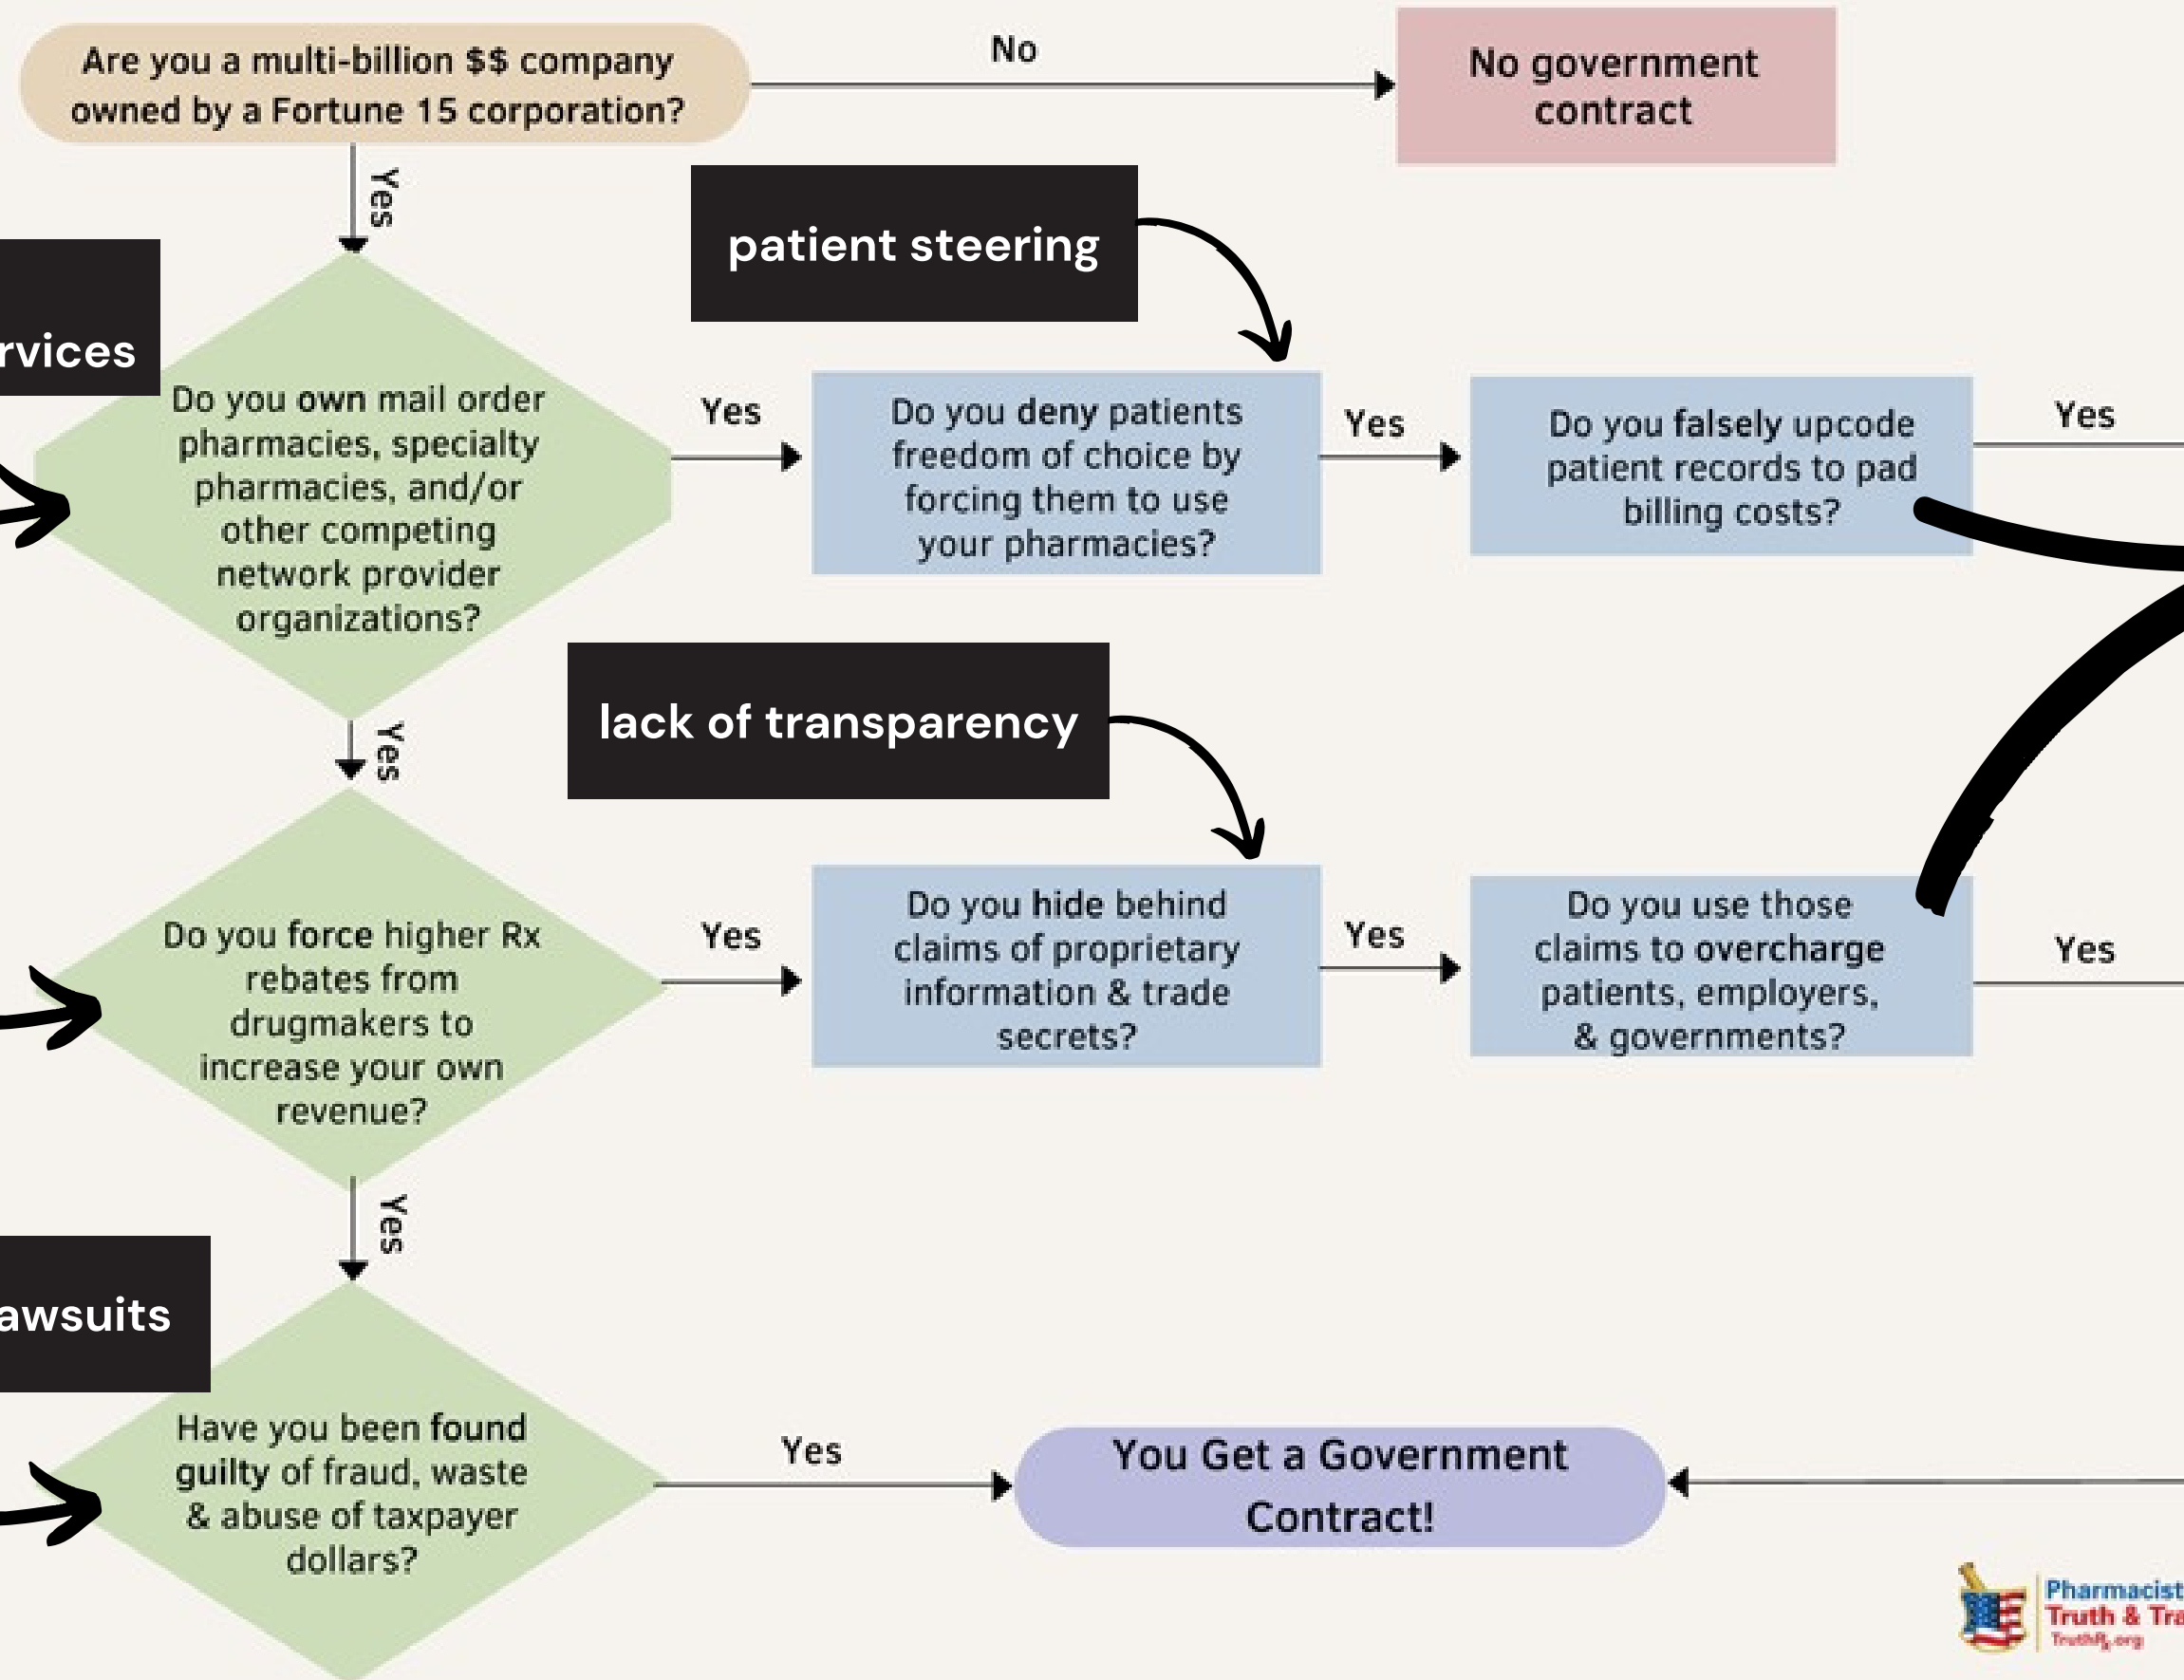 Are you a multi-billion $$ company
owned by a Fortune 15 corporation?
No
No government
contract
Yes
patient steering
rvices
Do you own mail order
pharmacies, specialty
pharmacies, and/or
other competing
network provider
organizations?
Yes
Do you deny patients
freedom of choice by
forcing them to use
your pharmacies?
Yes
Do you falsely upcode
patient records to pad
billing costs?
Yes
lack of transparency
Yes
Do you force higher Rx
rebates from
drugmakers to
increase your own
revenue?
Yes
Do you hide behind
claims of proprietary
information & trade
secrets?
Yes
Do you use those
claims to overcharge
patients, employers,
& governments?
Yes
Yes
awsuits
Have you been found
guilty of fraud, waste
& abuse of taxpayer
dollars?
Yes
You Get a Government
Contract!
Pharmacist
Truth & Tra
TruthRx.org